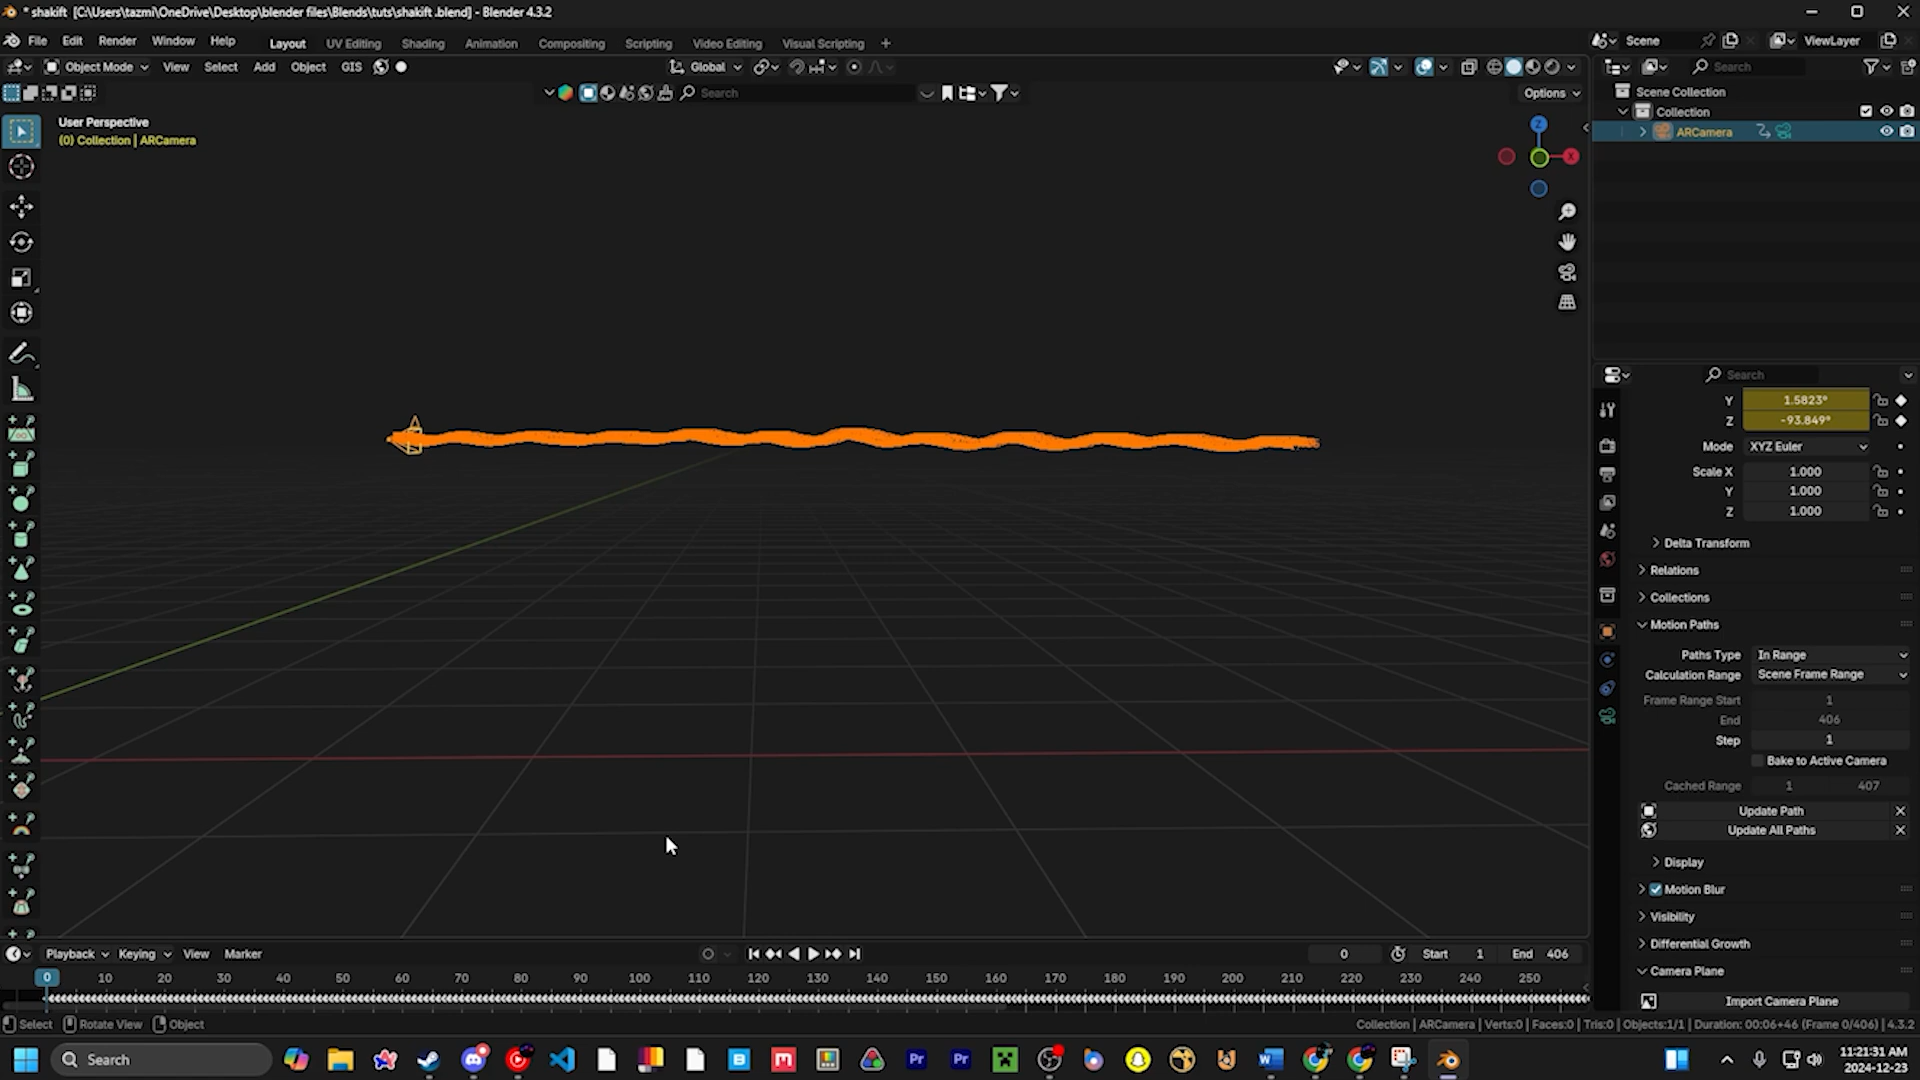 * shakift [C:\Users\tazmi\OneDrive\Desktop\blender files\Blends\tuts\shakift .blend] - Blender 4.3.2
File Edit Render Window Help Layout UV Editing Shading Animation Compositing Scripting Video Editing Visual Scripting + Scene ViewLayer
Object Mode View Select Add Object GIS Global Search
Search Options
User Perspective
(0) Collection | ARCamera
Z
X
Scene Collection
Collection
ARCamera
Search
Y 1.5823°
Z -93.849°
Mode XYZ Euler
Scale X 1.000
Y 1.000
Z 1.000
Delta Transform
Relations
Collections
Motion Paths
Paths Type In Range
Calculation Range Scene Frame Range
Frame Range Start 1
End 406
Step 1
Bake to Active Camera
Cached Range 1 407
Update Path
Update All Paths
Display
Motion Blur
Visibility
Differential Growth
Camera Plane
Import Camera Plane
Playback Keying View Marker 0 Start 1 End 406
0 10 20 30 40 50 60 70 80 90 100 110 120 130 140 150 160 170 180 190 200 210 220 230 240 250
Select Rotate View Object Collection | ARCamera | Verts:0 | Faces:0 | Tris:0 | Objects:1/1 | Duration: 00:06+46 (Frame 0/406) | 4.3.2
Search Pr Pr 11:21:31 AM
2024-12-23